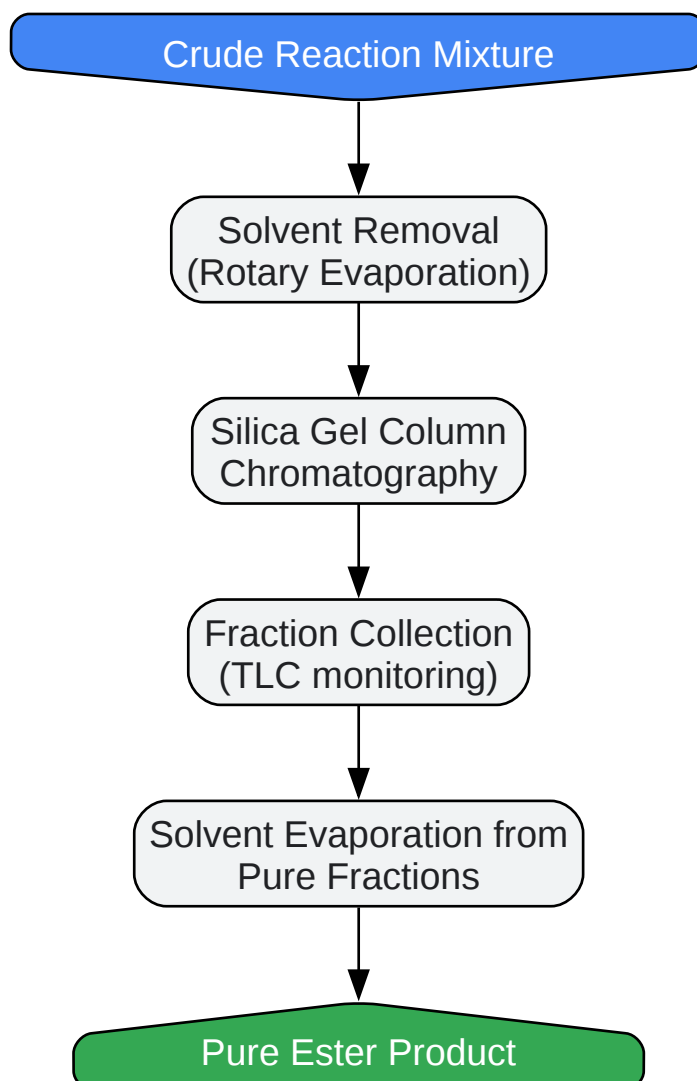 Crude Reaction Mixture
Solvent Removal
(Rotary Evaporation)
Silica Gel Column
Chromatography
Fraction Collection
(TLC monitoring)
Solvent Evaporation from
Pure Fractions
Pure Ester Product